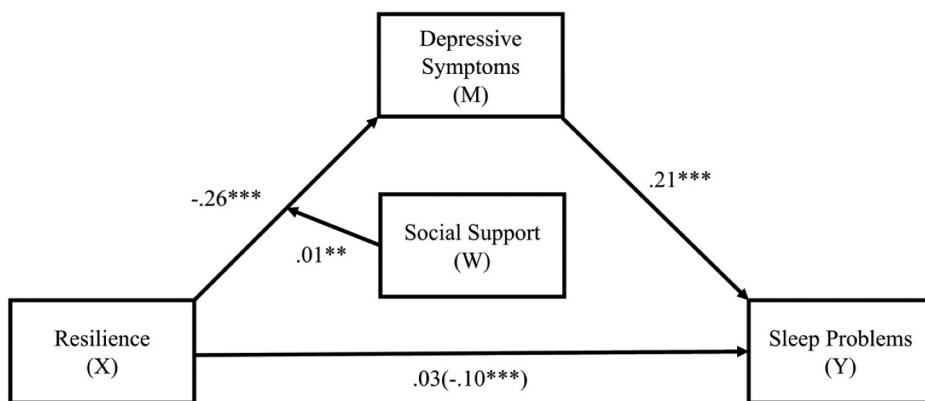 Depressive
Symptoms
(M)
-.26***
.21***
Social Support
(W)
.01**
Resilience
(X)
Sleep Problems
(Y)
.03(-.10***)